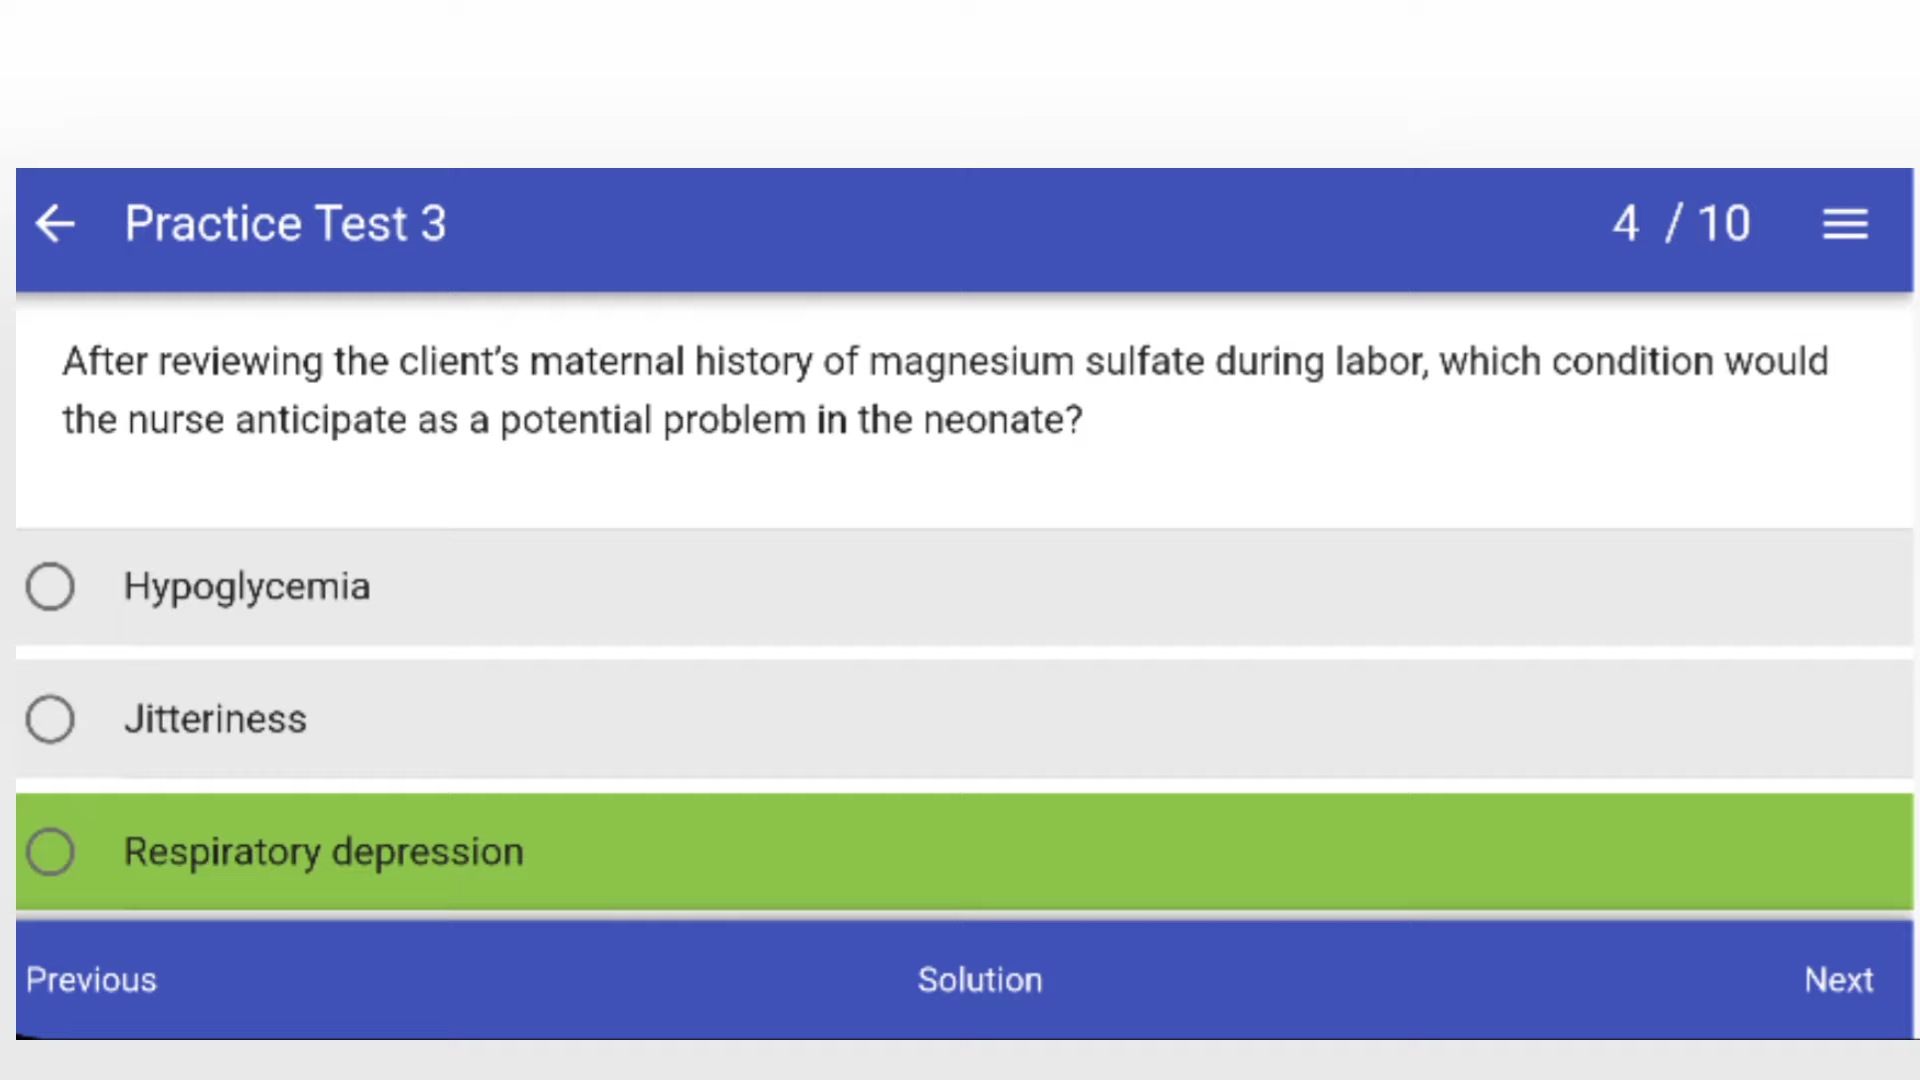 Practice Test 3
4 / 10
After reviewing the client’s maternal history of magnesium sulfate during labor, which condition would
the nurse anticipate as a potential problem in the neonate?
Hypoglycemia
Jitteriness
Respiratory depression
Previous
Solution
Next